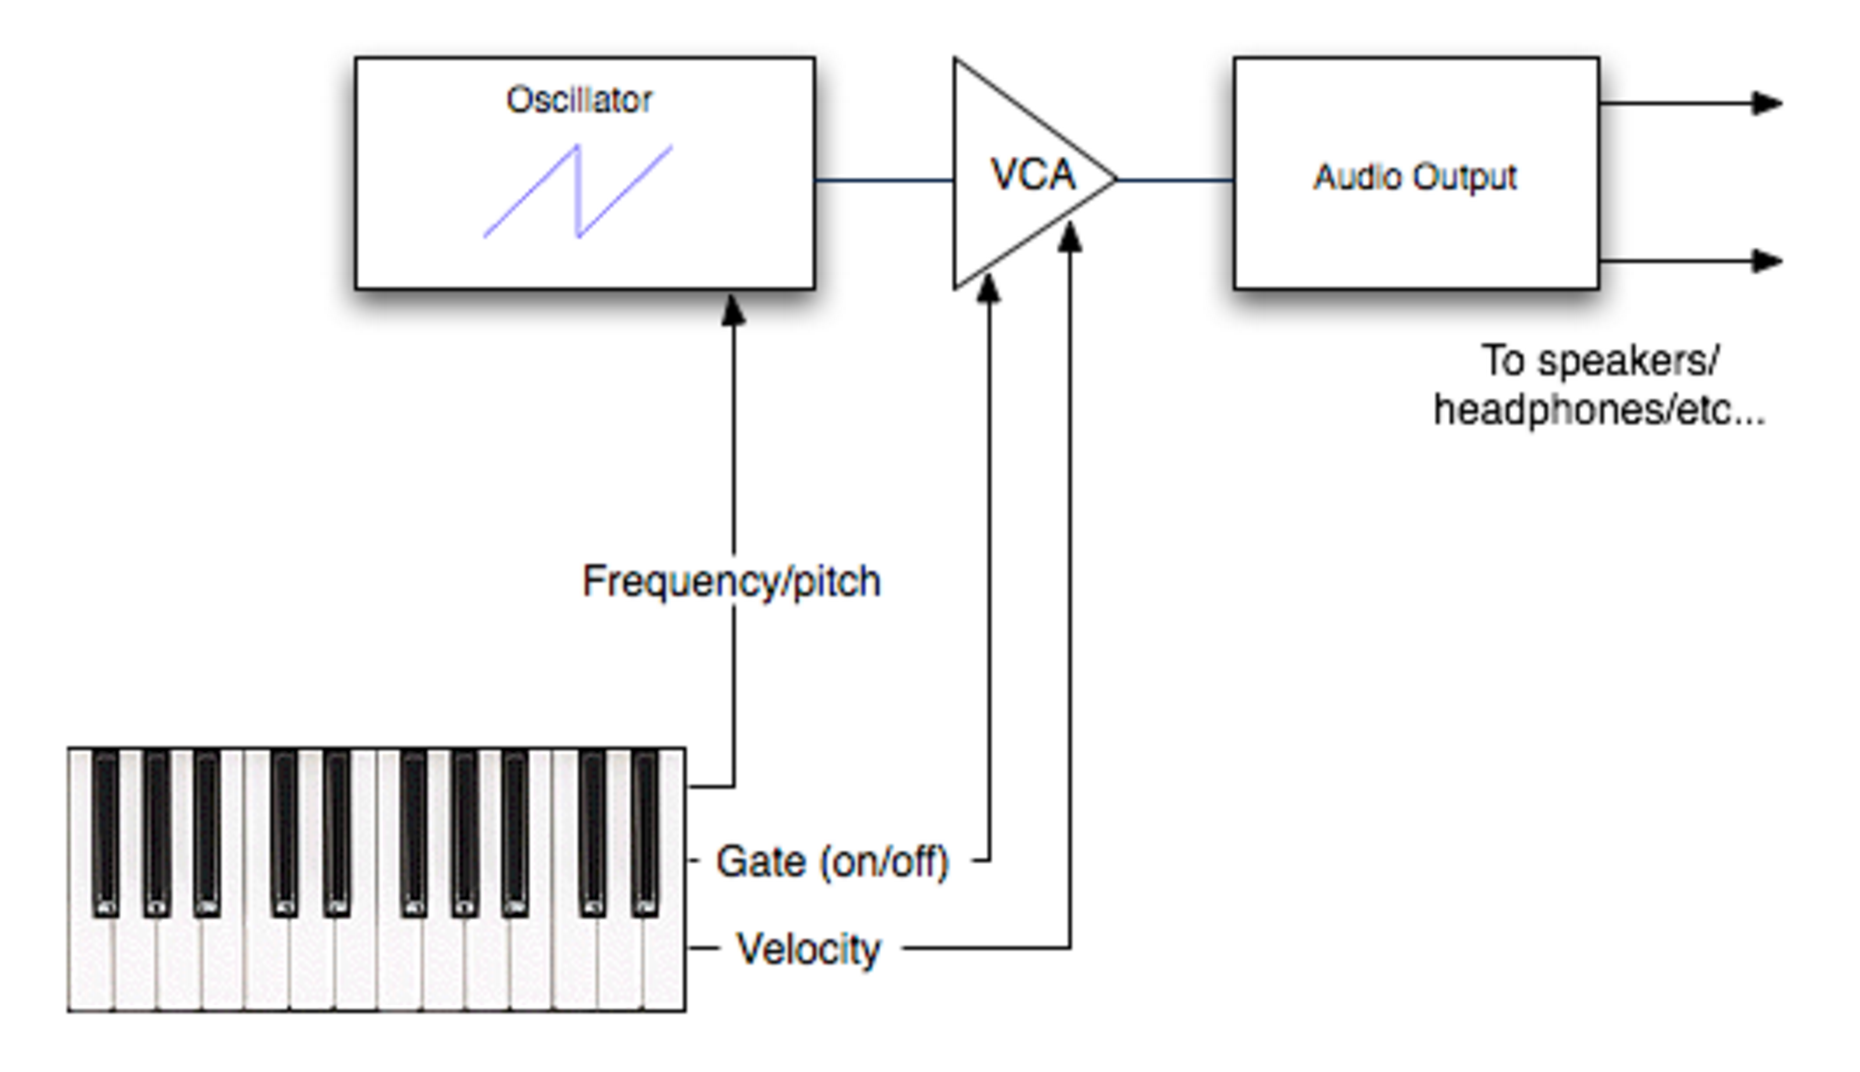 Oscillator
VCA
Audio Output
To speakers/
headphones/etc...
Frequency/pitch
Gate (on/off)
Velocity